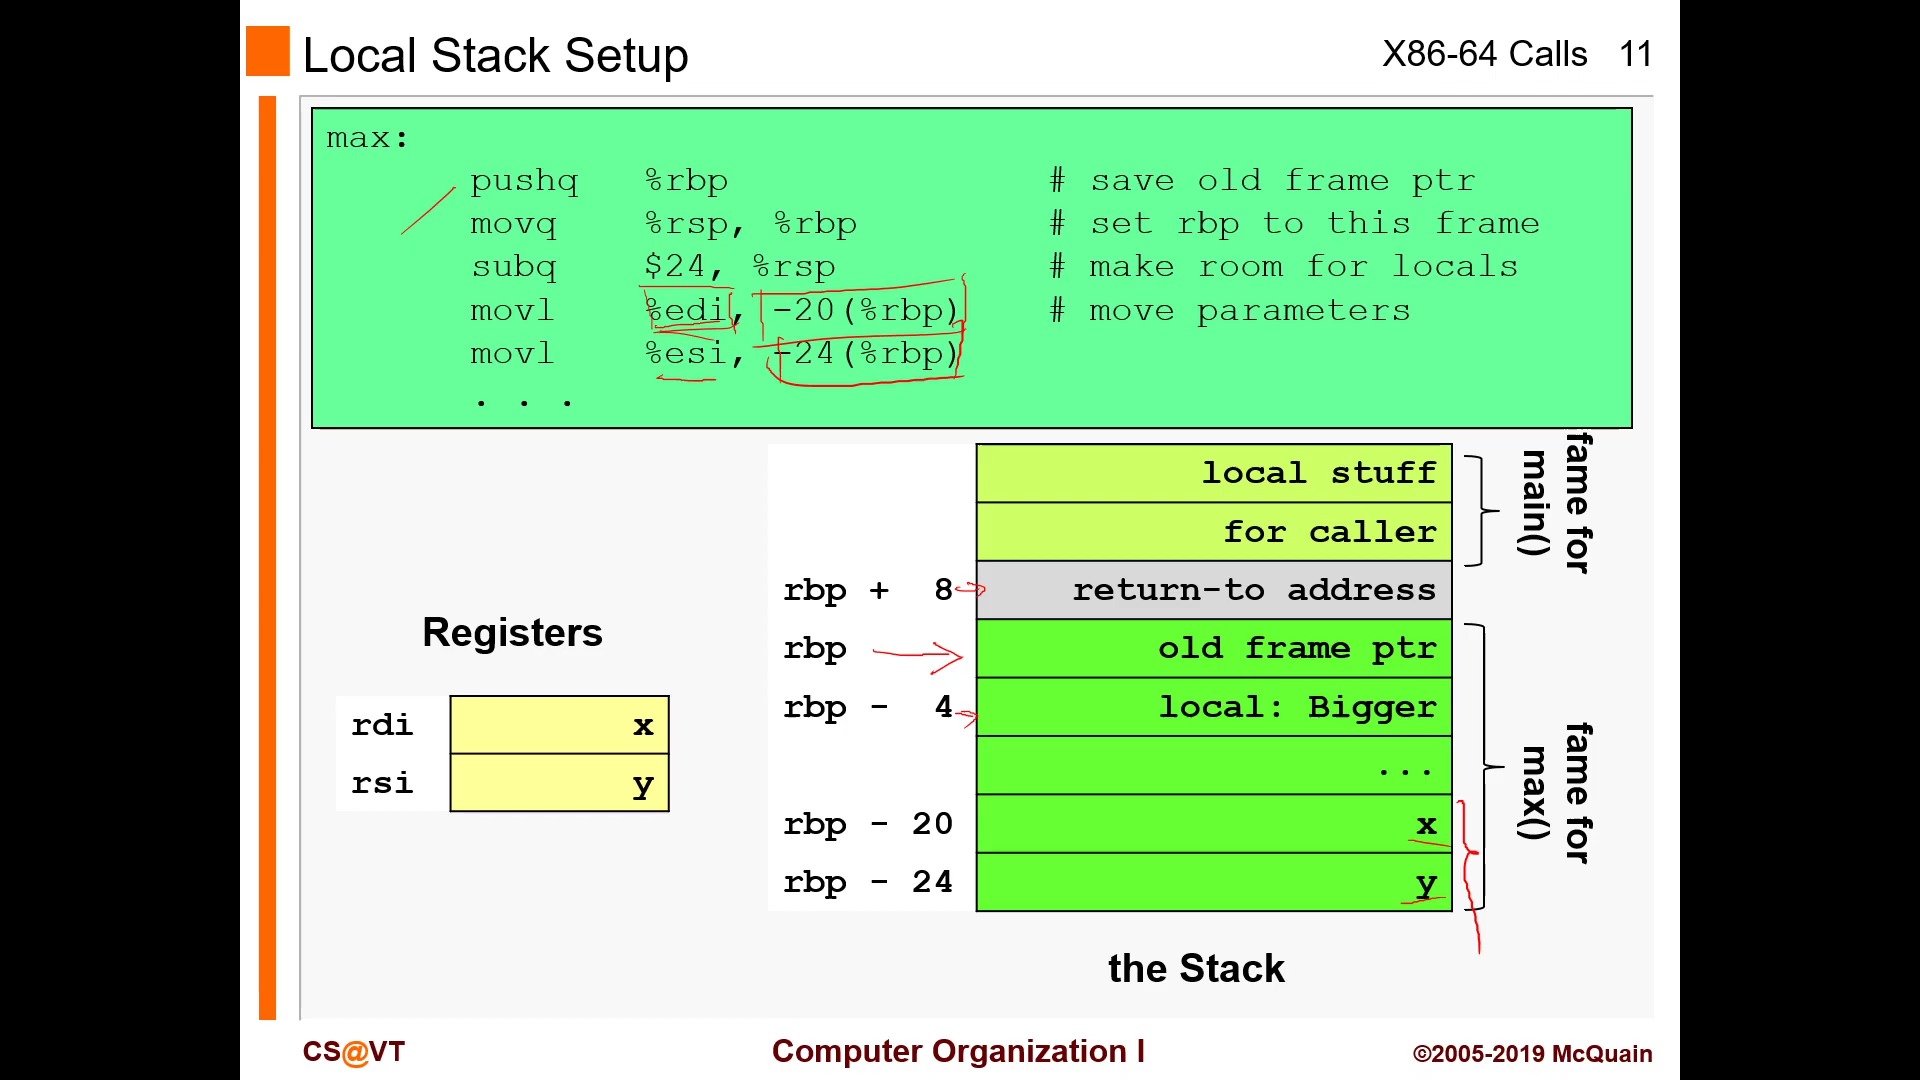 Local Stack Setup
X86-64 Calls 11
max:
pushq %rbp # save old frame ptr
movq %rsp, %rbp # set rbp to this frame
subq $24, %rsp # make room for locals
movl %edi, -20(%rbp) # move parameters
movl %esi, -24(%rbp)
. . .
local stuff
for caller
fame for
main()
rbp + 8 return-to address
rbp old frame ptr
rbp - 4 local: Bigger
...
rbp - 20 x
rbp - 24 y
fame for
max()
Registers
rdi x
rsi y
the Stack
CS@VT
Computer Organization I
©2005-2019 McQuain